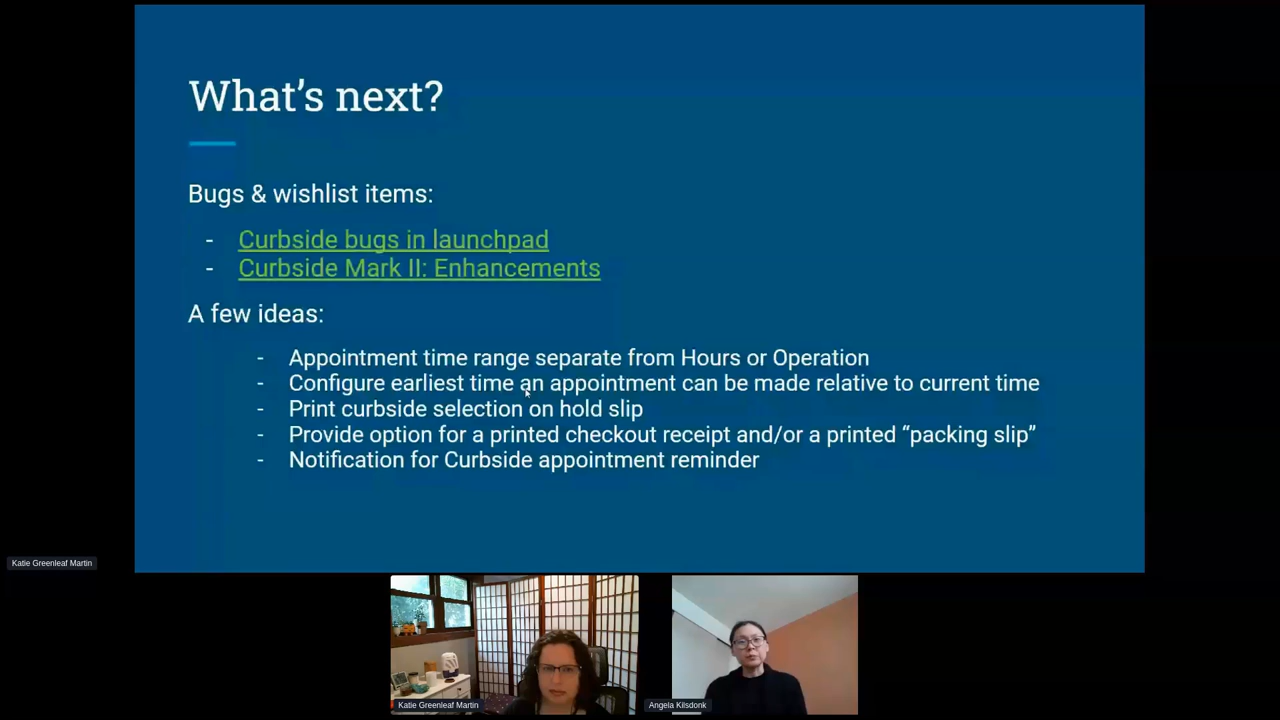 What's next?
Bugs & wishlist items:
- Curbside bugs in launchpad
- Curbside Mark II: Enhancements
A few ideas:
- Appointment time range separate from Hours or Operation
- Configure earliest time an appointment can be made relative to current time
- Print curbside selection on hold slip
- Provide option for a printed checkout receipt and/or a printed “packing slip”
- Notification for Curbside appointment reminder
Katie Greenleaf Martin
Katie Greenleaf Martin
Angela Kilsdonk